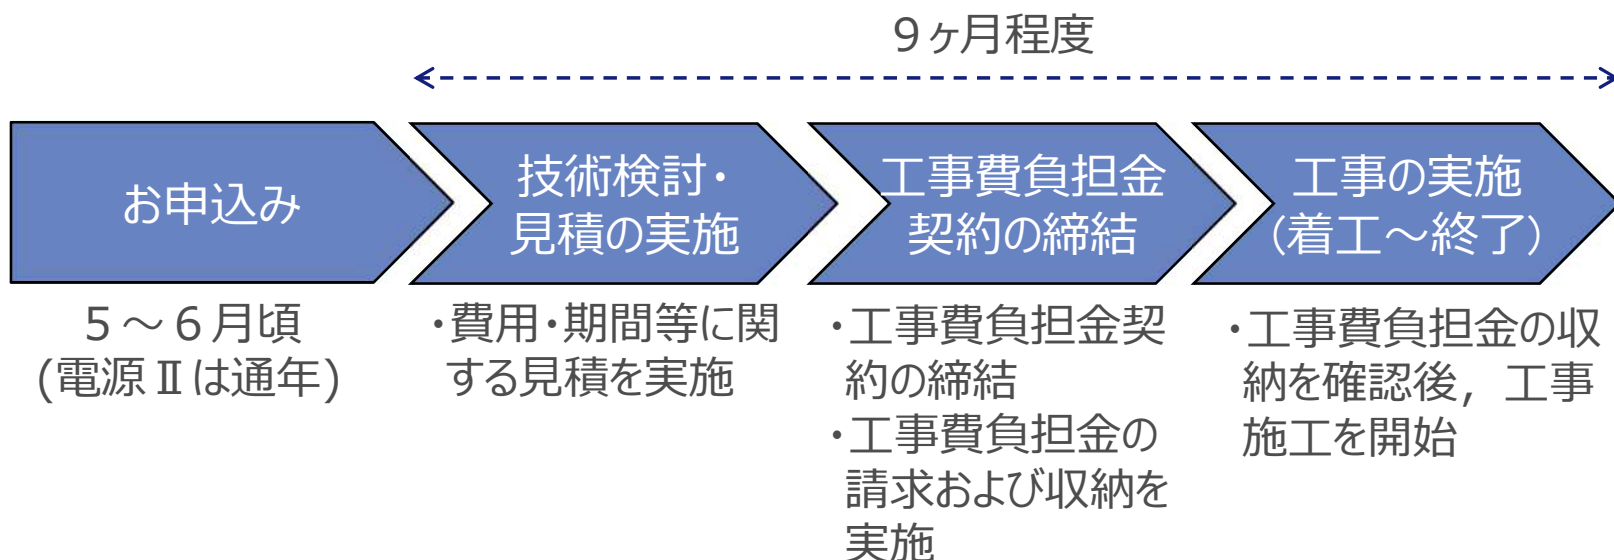 9ヶ月程度
お申込み
技術検討・
見積の実施
工事費負担金
契約の締結
工事の実施
(着工～終了)
5～6月頃
(電源Ⅱは通年)
・費用・期間等に関
する見積を実施
・工事費負担金契
約の締結
・工事費負担金の
請求および収納を
実施
・工事費負担金の収
納を確認後，工事
施工を開始